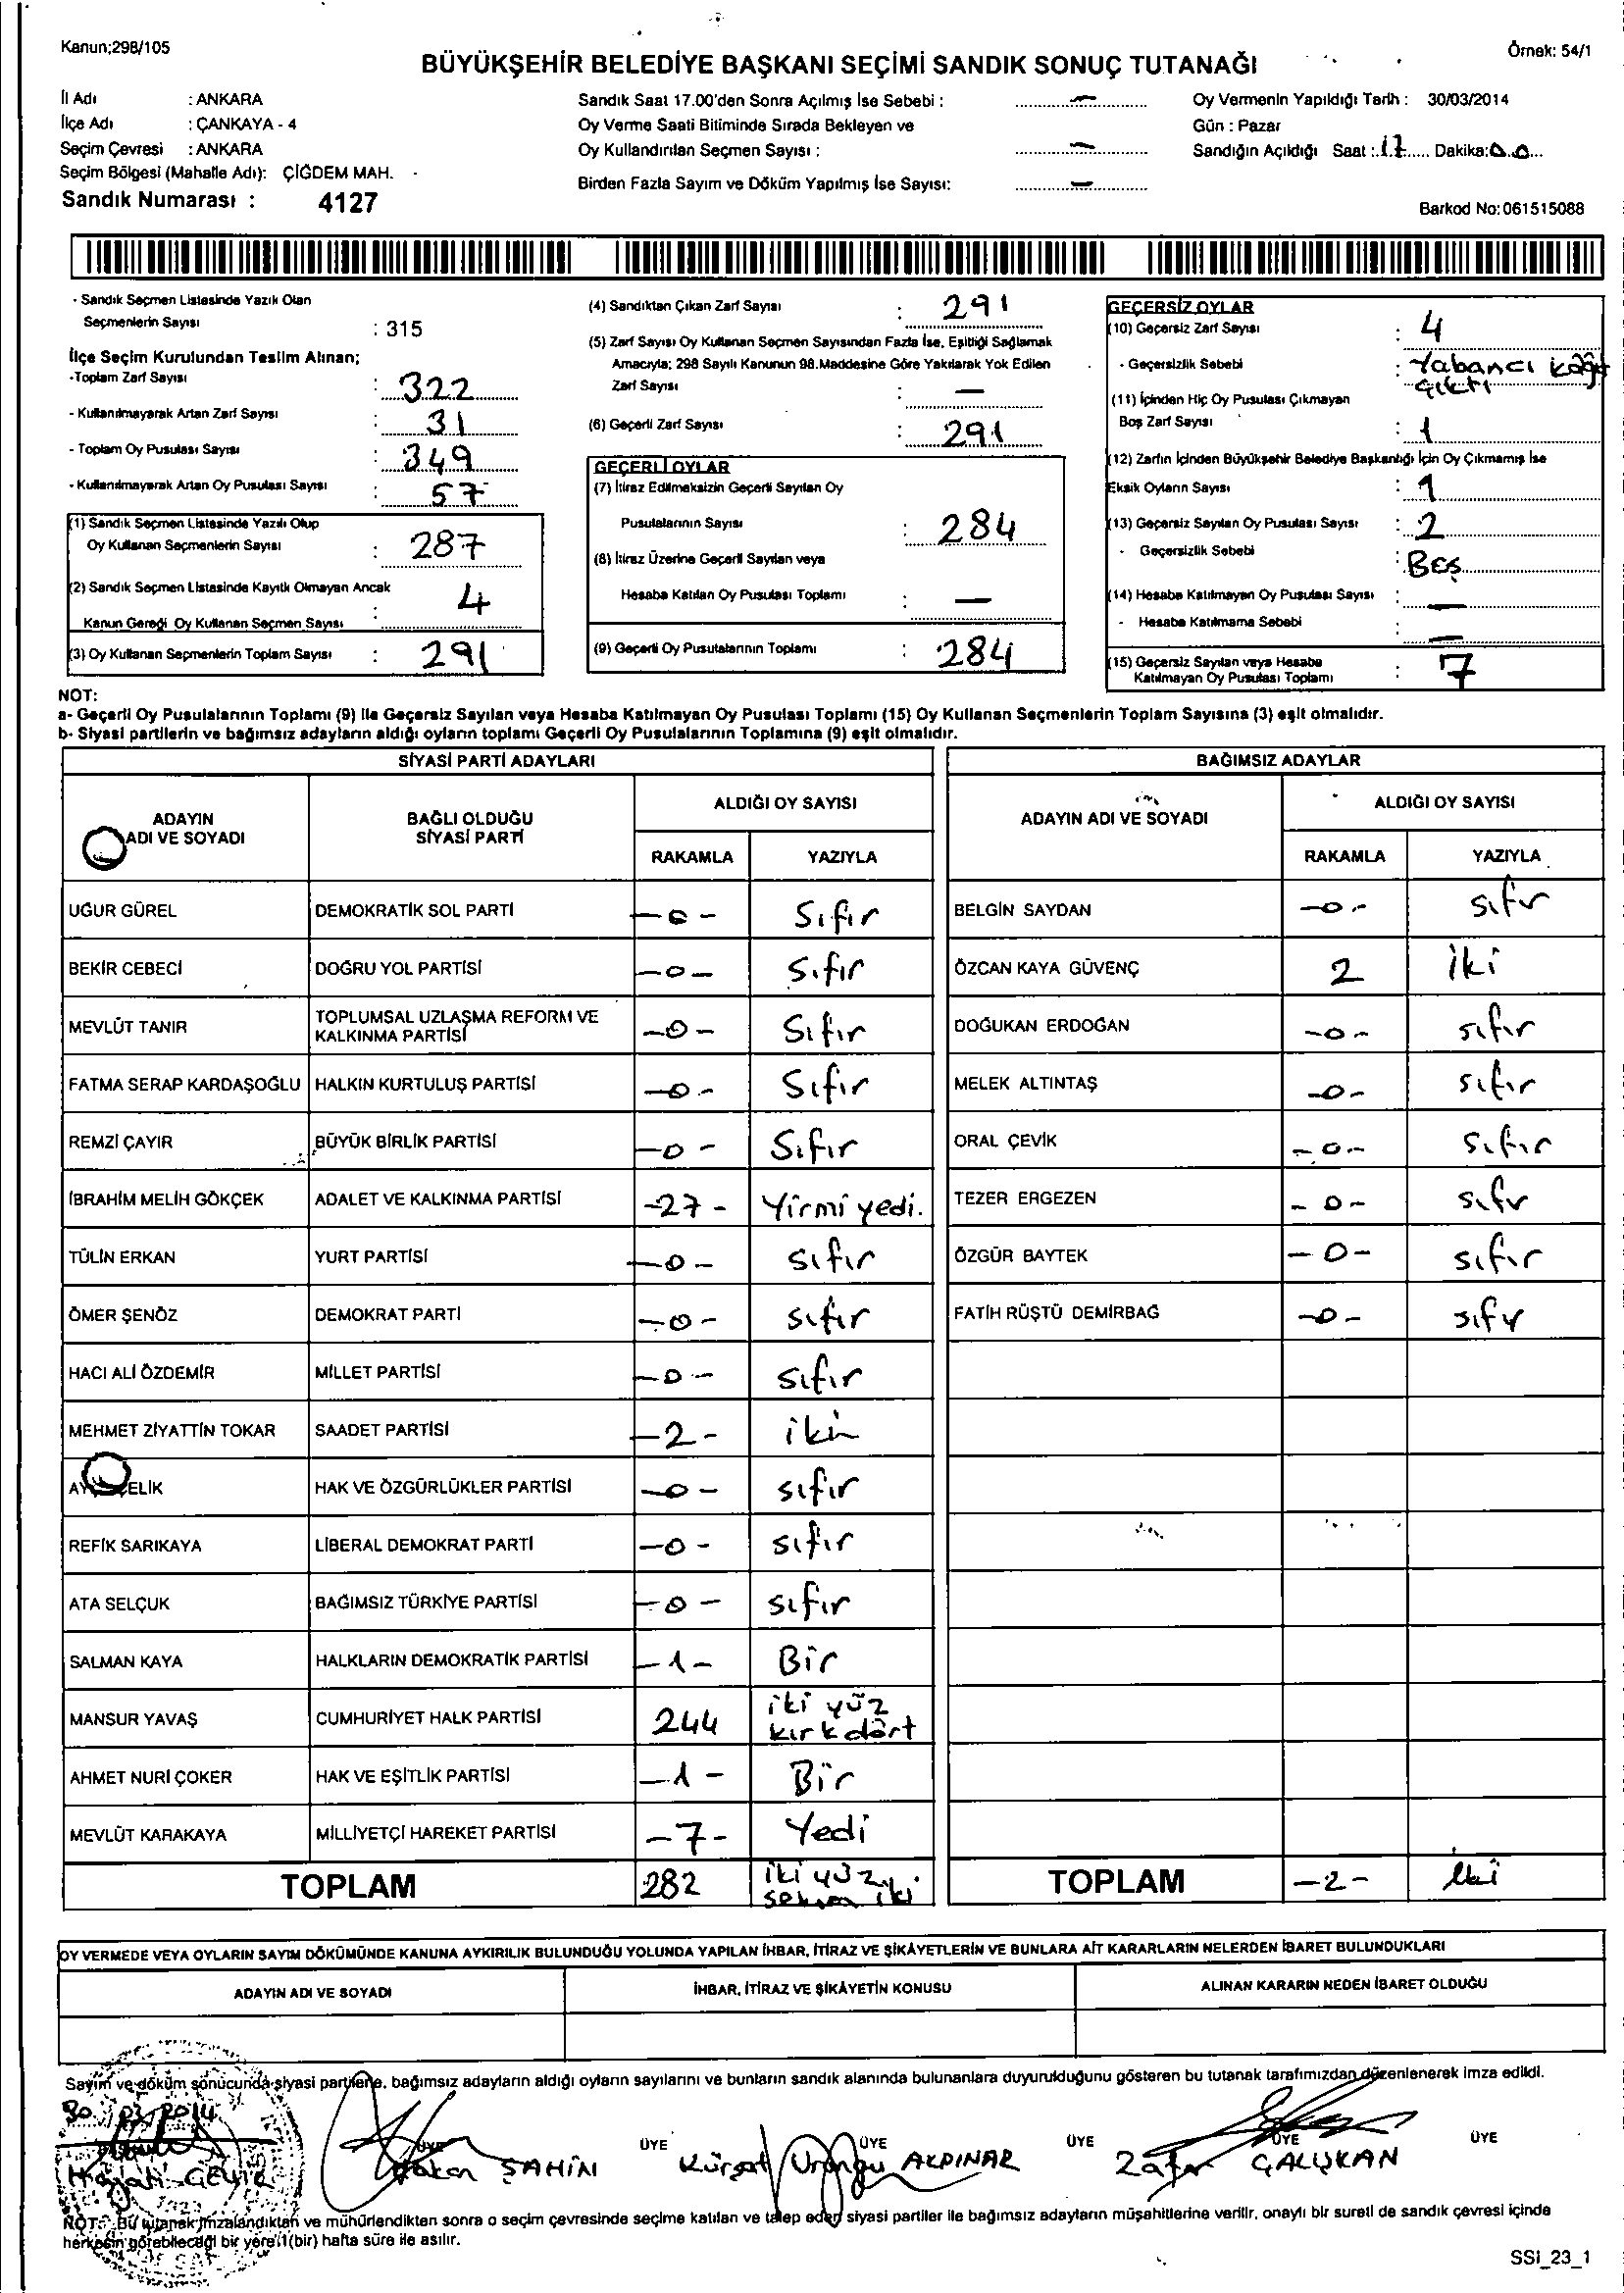 Kanun;298/105
Örnek: 54/1
BÜYÜKŞEHİR BELEDİYE BAŞKANI SEÇİMİ SANDIK SONUÇ TUTANAĞI
İl Adı : ANKARA
İlçe Adı : ÇANKAYA - 4
Seçim Çevresi : ANKARA
Seçim Bölgesi (Mahalle Adı): ÇİĞDEM MAH.
Sandık Numarası : 4127
Sandık Saat 17.00'den Sonra Açılmış İse Sebebi : —
Oy Verme Saati Bitiminde Sırada Bekleyen ve
Oy Kullandırılan Seçmen Sayısı : —
Birden Fazla Sayım ve Döküm Yapılmış İse Sayısı: —
Oy Vermenin Yapıldığı Tarih : 30/03/2014
Gün : Pazar
Sandığın Açıldığı Saat : 17 Dakika: 0.0
Barkod No: 061515088
- Sandık Seçmen Listesinde Yazılı Olan
Seçmenlerin Sayısı : 315
İlçe Seçim Kurulundan Teslim Alınan;
-Toplam Zarf Sayısı : 322
- Kullanılmayarak Artan Zarf Sayısı : 31
- Toplam Oy Pusulası Sayısı : 349
- Kullanılmayarak Artan Oy Pusulası Sayısı : 57
(1) Sandık Seçmen Listesinde Yazılı Olup
Oy Kullanan Seçmenlerin Sayısı : 287
(2) Sandık Seçmen Listesinde Kayıtlı Olmayan Ancak
Kanun Gereği Oy Kullanan Seçmen Sayısı : 4
(3) Oy Kullanan Seçmenlerin Toplam Sayısı : 291
(4) Sandıktan Çıkan Zarf Sayısı : 291
(5) Zarf Sayısı Oy Kullanan Seçmen Sayısından Fazla İse, Eşitliği Sağlamak
Amacıyla; 298 Sayılı Kanunun 98.Maddesine Göre Yakılarak Yok Edilen
Zarf Sayısı : —
(6) Geçerli Zarf Sayısı : 291
GEÇERLİ OYLAR
(7) İtiraz Edilmeksizin Geçerli Sayılan Oy
Pusulalarının Sayısı : 284
(8) İtiraz Üzerine Geçerli Sayılan veya
Hesaba Katılan Oy Pusulası Toplamı : —
(9) Geçerli Oy Pusulalarının Toplamı : 284
GEÇERSİZ OYLAR
(10) Geçersiz Zarf Sayısı : 4
- Geçersizlik Sebebi : Yabancı kağıt
çıktı
(11) İçinden Hiç Oy Pusulası Çıkmayan
Boş Zarf Sayısı : 1
(12) Zarfın İçinden Büyükşehir Belediye Başkanlığı İçin Oy Çıkmamış İse
Eksik Oyların Sayısı : 1
(13) Geçersiz Sayılan Oy Pusulası Sayısı : 2
- Geçersizlik Sebebi : Beş
(14) Hesaba Katılmayan Oy Pusulası Sayısı : —
- Hesaba Katılmama Sebebi : —
(15) Geçersiz Sayılan veya Hesaba
Katılmayan Oy Pusulası Toplamı : 7
NOT:
a- Geçerli Oy Pusulalarının Toplamı (9) ile Geçersiz Sayılan veya Hesaba Katılmayan Oy Pusulası Toplamı (15) Oy Kullanan Seçmenlerin Toplam Sayısına (3) eşit olmalıdır.
b- Siyasi partilerin ve bağımsız adayların aldığı oyların toplamı Geçerli Oy Pusulalarının Toplamına (9) eşit olmalıdır.
SİYASİ PARTİ ADAYLARI
ADAYIN ADI VE SOYADI BAĞLI OLDUĞU SİYASİ PARTİ ALDIĞI OY SAYISI
RAKAMLA YAZIYLA
UĞUR GÜREL DEMOKRATİK SOL PARTİ -0- Sıfır
BEKİR CEBECİ DOĞRU YOL PARTİSİ -0- Sıfır
MEVLÜT TANIR TOPLUMSAL UZLAŞMA REFORM VE KALKINMA PARTİSİ -0- Sıfır
FATMA SERAP KARDAŞOĞLU HALKIN KURTULUŞ PARTİSİ -0- Sıfır
REMZİ ÇAYIR BÜYÜK BİRLİK PARTİSİ -0- Sıfır
İBRAHİM MELİH GÖKÇEK ADALET VE KALKINMA PARTİSİ -27- Yirmi yedi.
TÜLİN ERKAN YURT PARTİSİ -0- sıfır
ÖMER ŞENÖZ DEMOKRAT PARTİ -0- sıfır
HACI ALİ ÖZDEMİR MİLLET PARTİSİ -0- sıfır
MEHMET ZİYATTİN TOKAR SAADET PARTİSİ -2- iki
HAK VE ÖZGÜRLÜKLER PARTİSİ -0- sıfır
REFİK SARIKAYA LİBERAL DEMOKRAT PARTİ -0- sıfır
ATA SELÇUK BAĞIMSIZ TÜRKİYE PARTİSİ -0- sıfır
SALMAN KAYA HALKLARIN DEMOKRATİK PARTİSİ -1- Bir
MANSUR YAVAŞ CUMHURİYET HALK PARTİSİ 244 iki yüz kırk dört
AHMET NURİ ÇOKER HAK VE EŞİTLİK PARTİSİ -1- Bir
MEVLÜT KARAKAYA MİLLİYETÇİ HAREKET PARTİSİ -7- Yedi
TOPLAM 282 iki yüz seksen iki
BAĞIMSIZ ADAYLAR
ADAYIN ADI VE SOYADI ALDIĞI OY SAYISI
RAKAMLA YAZIYLA
BELGİN SAYDAN -0- sıfır
ÖZCAN KAYA GÜVENÇ 2 iki
DOĞUKAN ERDOĞAN -0- sıfır
MELEK ALTINTAŞ -0- sıfır
ORAL ÇEVİK -0- sıfır
TEZER ERGEZEN -0- sıfır
ÖZGÜR BAYTEK -0- sıfır
FATİH RÜŞTÜ DEMİRBAĞ -0- sıfır
TOPLAM -2- iki
OY VERMEDE VEYA OYLARIN SAYIM DÖKÜMÜNDE KANUNA AYKIRILIK BULUNDUĞU YOLUNDA YAPILAN İHBAR, İTİRAZ VE ŞİKÂYETLERİN VE BUNLARA AİT KARARLARIN NELERDEN İBARET BULUNDUKLARI
ADAYIN ADI VE SOYADI İHBAR, İTİRAZ VE ŞİKÂYETİN KONUSU ALINAN KARARIN NEDEN İBARET OLDUĞU
Sayım ve döküm sonucunda siyasi partilerle, bağımsız adayların aldığı oyların sayılarını ve bunların sandık alanında bulunanlara duyurulduğunu gösteren bu tutanak tarafımızdan düzenlenerek imza edildi.
30 03 2014
ÜYE ÜYE ÜYE ÜYE ÜYE ÜYE
Hakan ŞAHİN Kürşat AKPINAR Zafer ÇALIŞKAN
NOT: Bu tutanak imzalandıktan ve mühürlendikten sonra o seçim çevresinde seçime katılan ve talep eden siyasi partiler ile bağımsız adayların müşahitlerine verilir, onaylı bir sureti de sandık çevresi içinde
herkesin görebileceği bir yere 1(bir) hafta süre ile asılır.
SSI_23_1